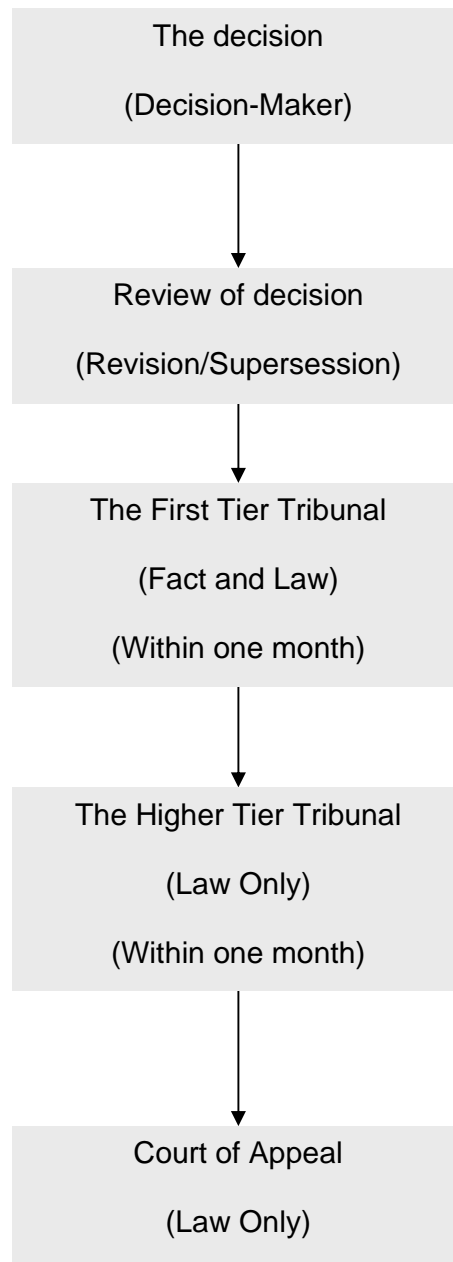 The decision
(Decision-Maker)
Review of decision
(Revision/Supersession)
The First Tier Tribunal
(Fact and Law)
(Within one month)
The Higher Tier Tribunal
(Law Only)
(Within one month)
Court of Appeal
(Law Only)